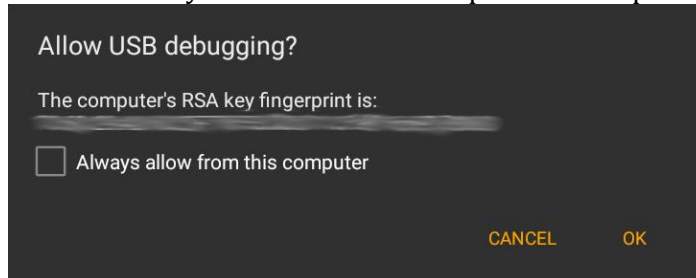 Allow USB debugging?
The computer's RSA key fingerprint is:
Always allow from this computer
CANCEL OK